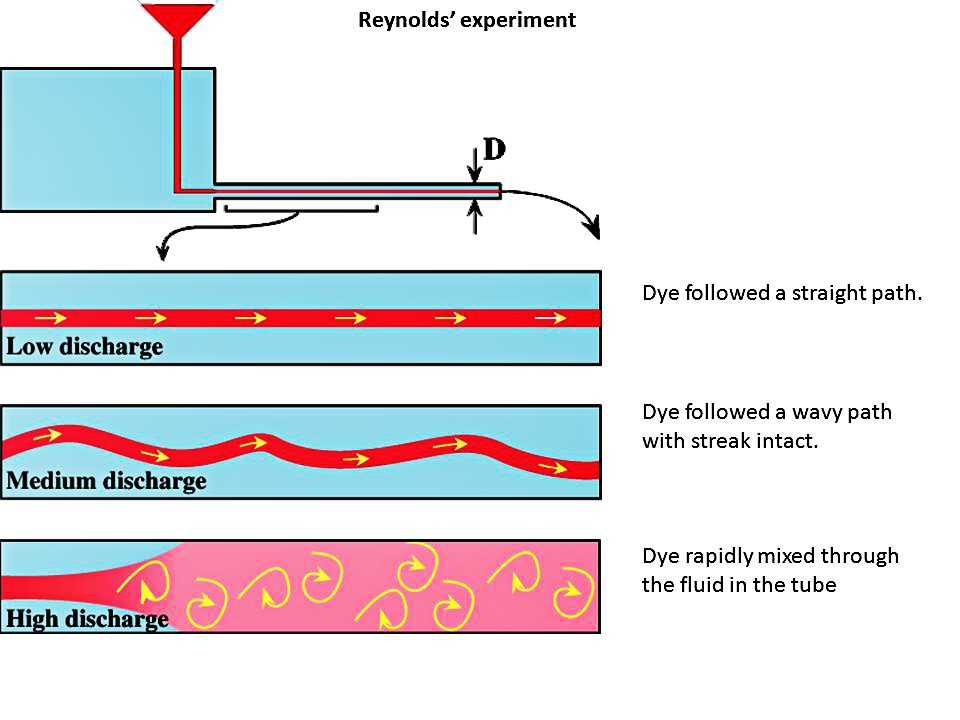 Reynolds’ experiment
D
Dye followed a straight path.
Low discharge
Dye followed a wavy path
with streak intact.
Medium discharge
Dye rapidly mixed through
the fluid in the tube
High discharge